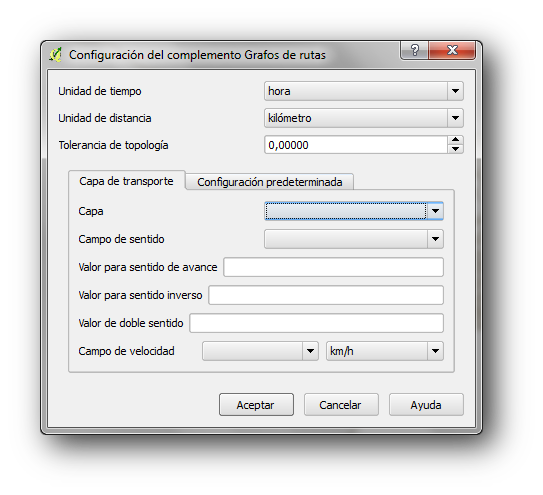 Configuración del complemento Grafos de rutas
Unidad de tiempo hora
Unidad de distancia kilómetro
Tolerancia de topología 0,00000
Capa de transporte Configuración predeterminada
Capa
Campo de sentido
Valor para sentido de avance
Valor para sentido inverso
Valor de doble sentido
Campo de velocidad km/h
Aceptar Cancelar Ayuda